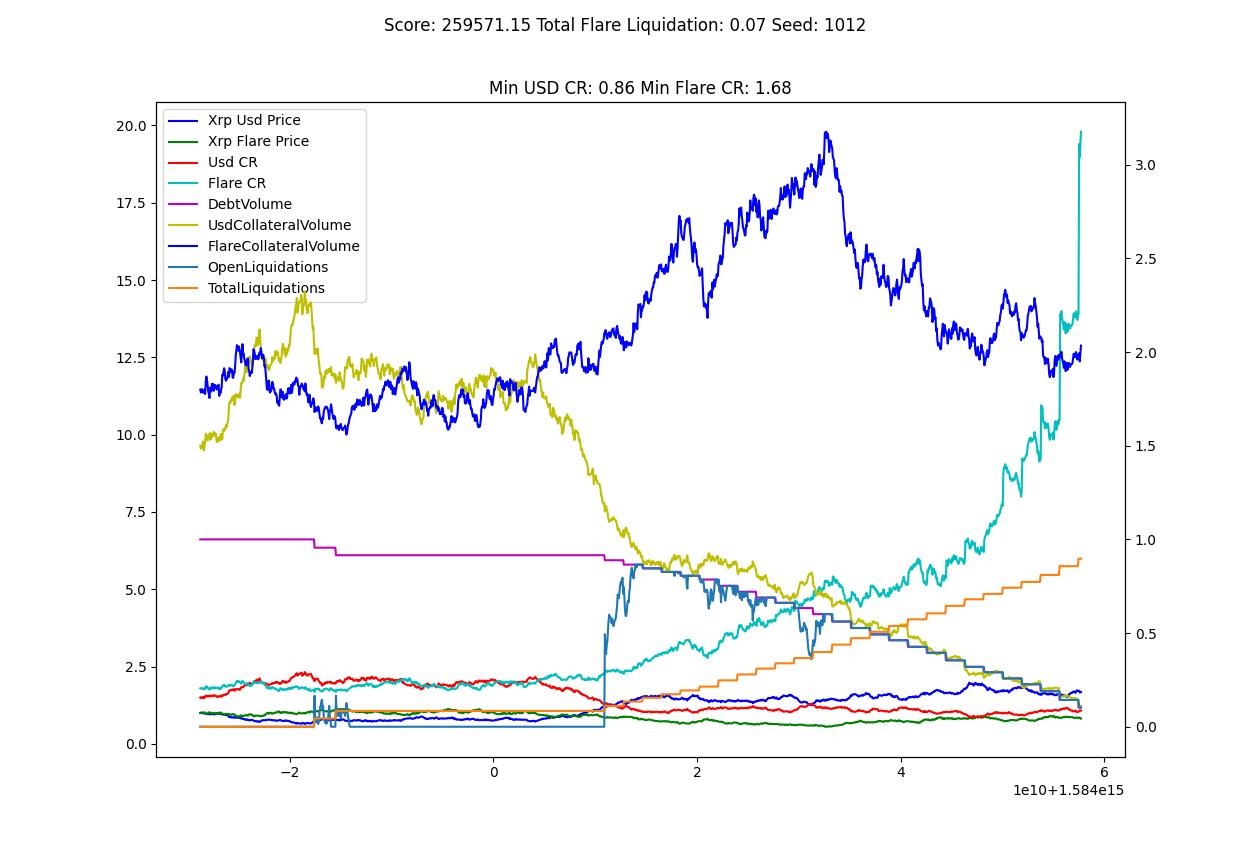 Score: 259571.15 Total Flare Liquidation: 0.07 Seed: 1012
Min USD CR: 0.86 Min Flare CR: 1.68
Xrp Usd Price
Xrp Flare Price
Usd CR
Flare CR
DebtVolume
UsdCollateralVolume
FlareCollateralVolume
OpenLiquidations
TotalLiquidations
20.0
17.5
15.0
12.5
10.0
7.5
5.0
2.5
0.0
3.0
2.5
2.0
1.5
1.0
0.5
0.0
−2 0 2 4 6
1e10+1.584e15